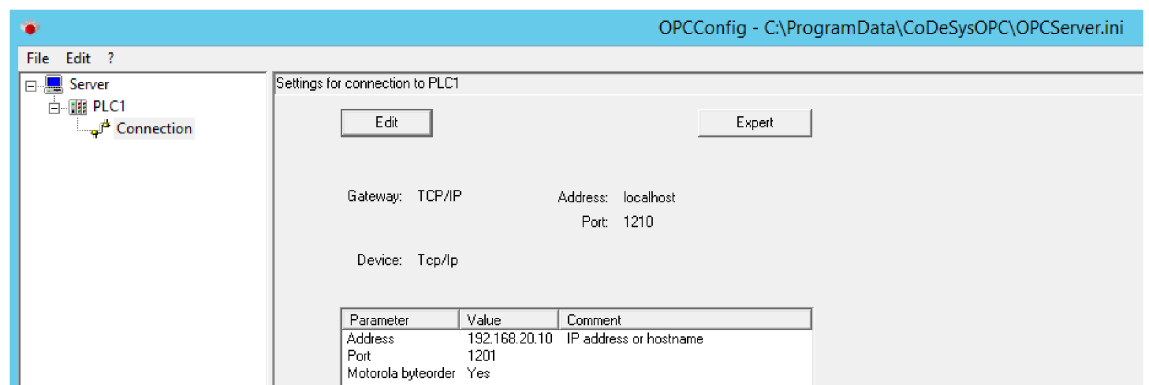 OPCConfig - C:\ProgramData\CoDeSysOPC\OPCServer.ini
File Edit ?
Server
PLC1
Connection
Settings for connection to PLC1
Edit Expert
Gateway: TCP/IP Address: localhost
Port: 1210
Device: Tcp/Ip
Parameter Value Comment
Address 192.168.20.10 IP address or hostname
Port 1201
Motorola byteorder Yes